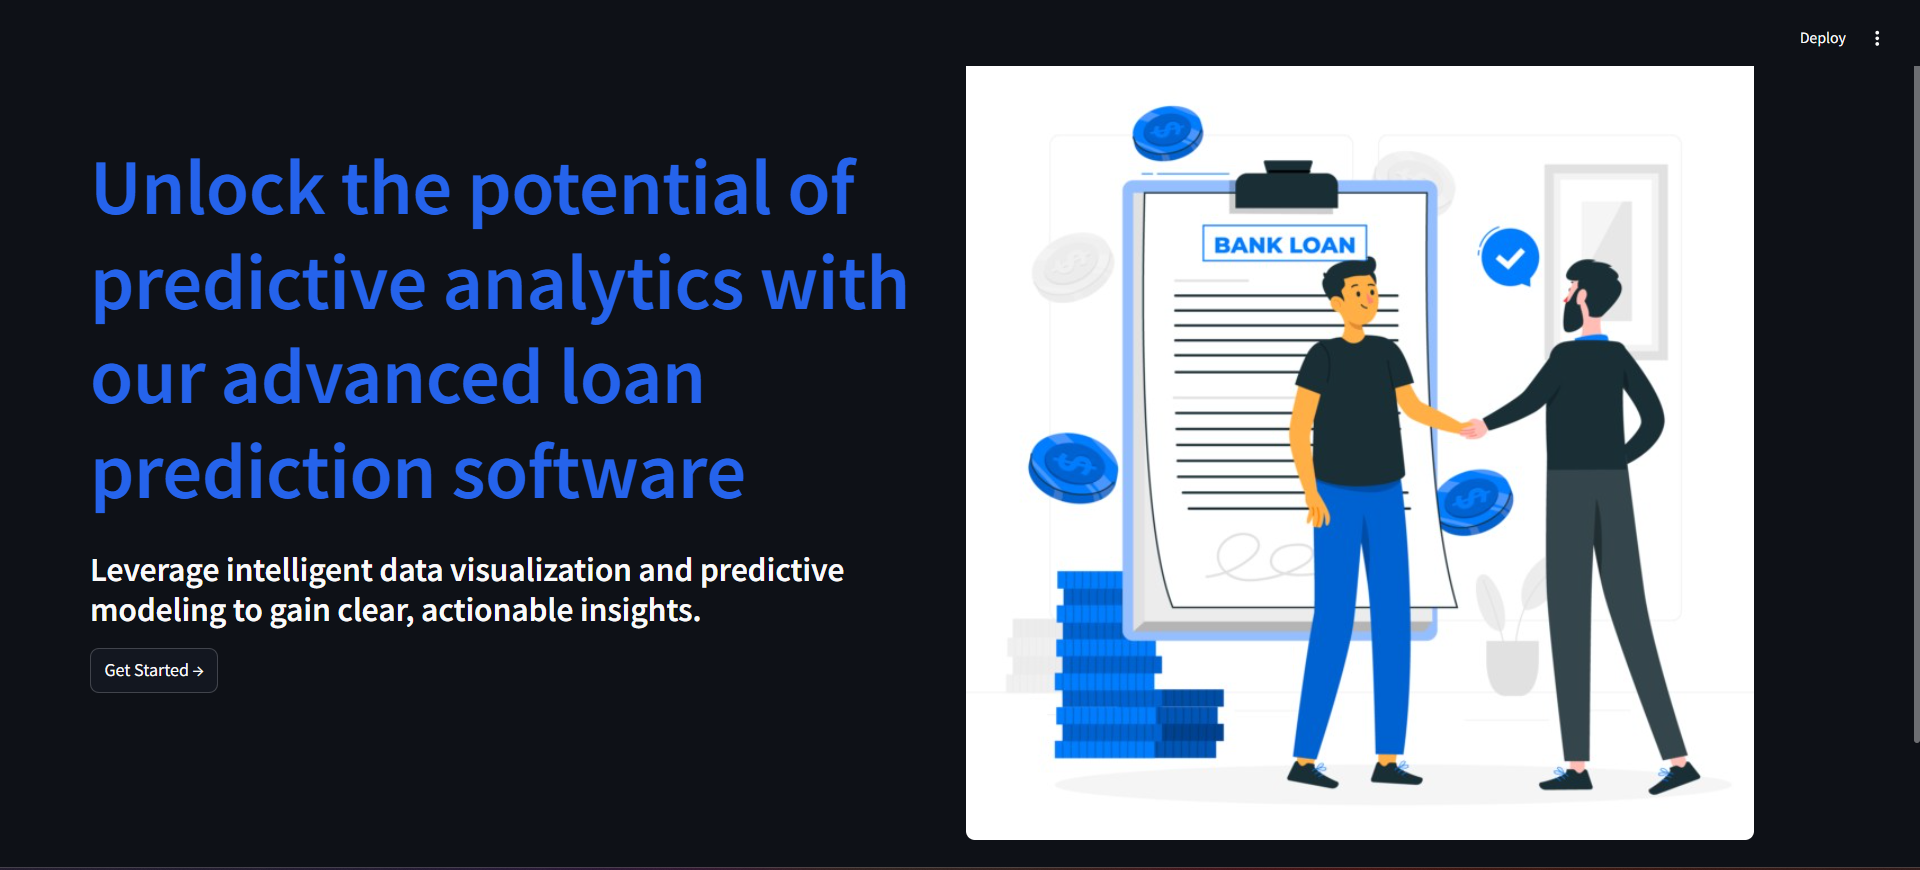 Deploy
Unlock the potential of
predictive analytics with
our advanced loan
prediction software
Leverage intelligent data visualization and predictive
modeling to gain clear, actionable insights.
Get Started →
BANK LOAN